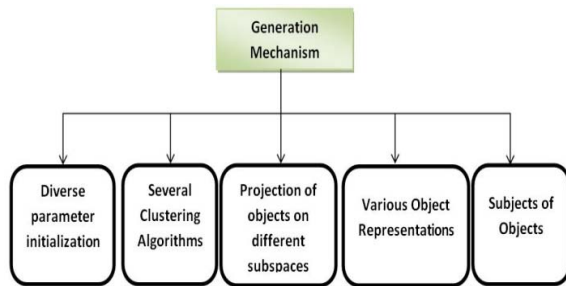 Generation
Mechanism
Diverse
parameter
initialization
Several
Clustering
Algorithms
Projection of
objects on
different
subspaces
Various Object
Representations
Subjects of
Objects